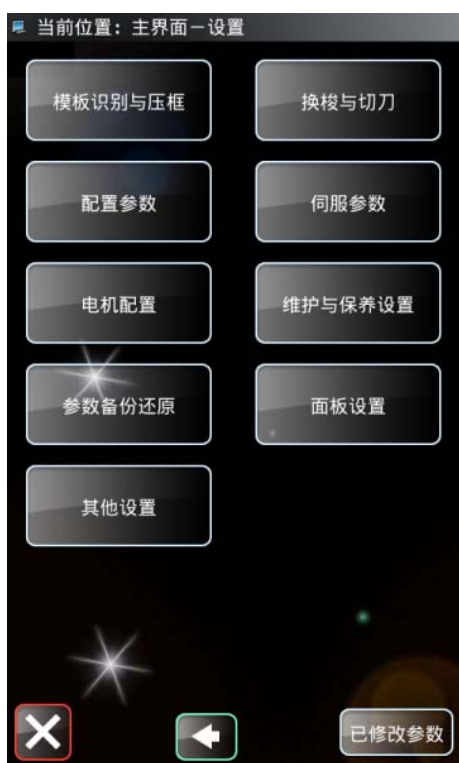 当前位置：主界面－设置
模板识别与压框
换梭与切刀
配置参数
伺服参数
电机配置
维护与保养设置
参数备份还原
面板设置
其他设置
已修改参数